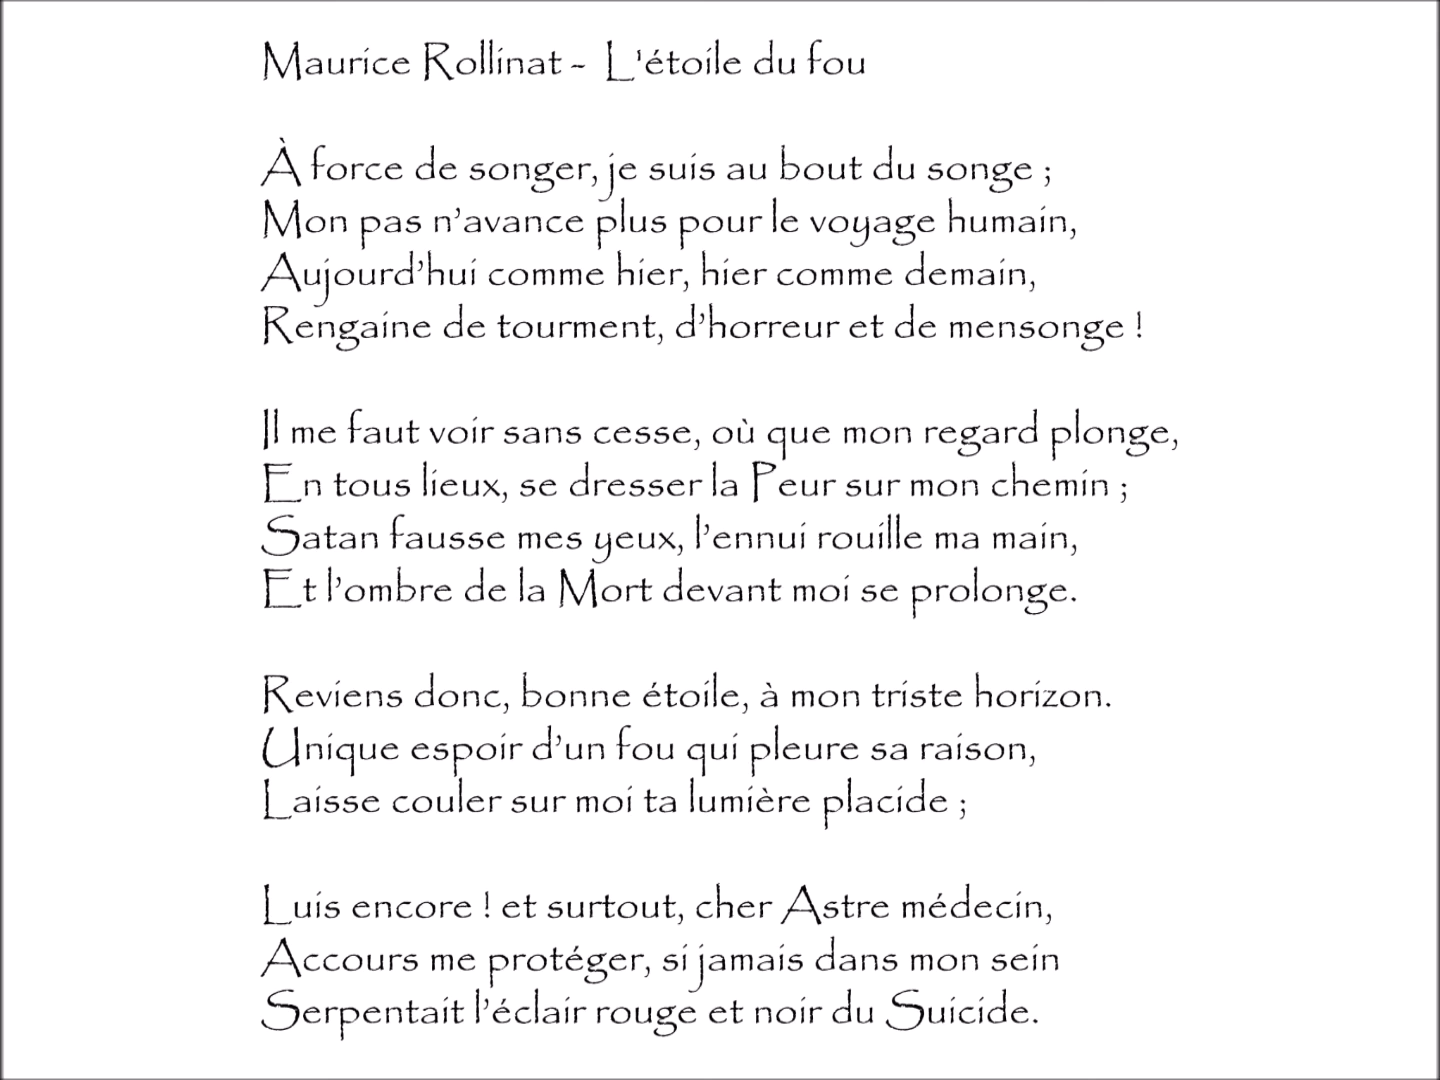 Maurice Rollinat - L'étoile du fou

À force de songer, je suis au bout du songe ;
Mon pas n’avance plus pour le voyage humain,
Aujourd’hui comme hier, hier comme demain,
Rengaine de tourment, d’horreur et de mensonge !

Il me faut voir sans cesse, où que mon regard plonge,
En tous lieux, se dresser la Peur sur mon chemin ;
Satan fausse mes yeux, l’ennui rouille ma main,
Et l’ombre de la Mort devant moi se prolonge.

Reviens donc, bonne étoile, à mon triste horizon.
Unique espoir d’un fou qui pleure sa raison,
Laisse couler sur moi ta lumière placide ;

Luis encore ! et surtout, cher Astre médecin,
Accours me protéger, si jamais dans mon sein
Serpentait l’éclair rouge et noir du Suicide.